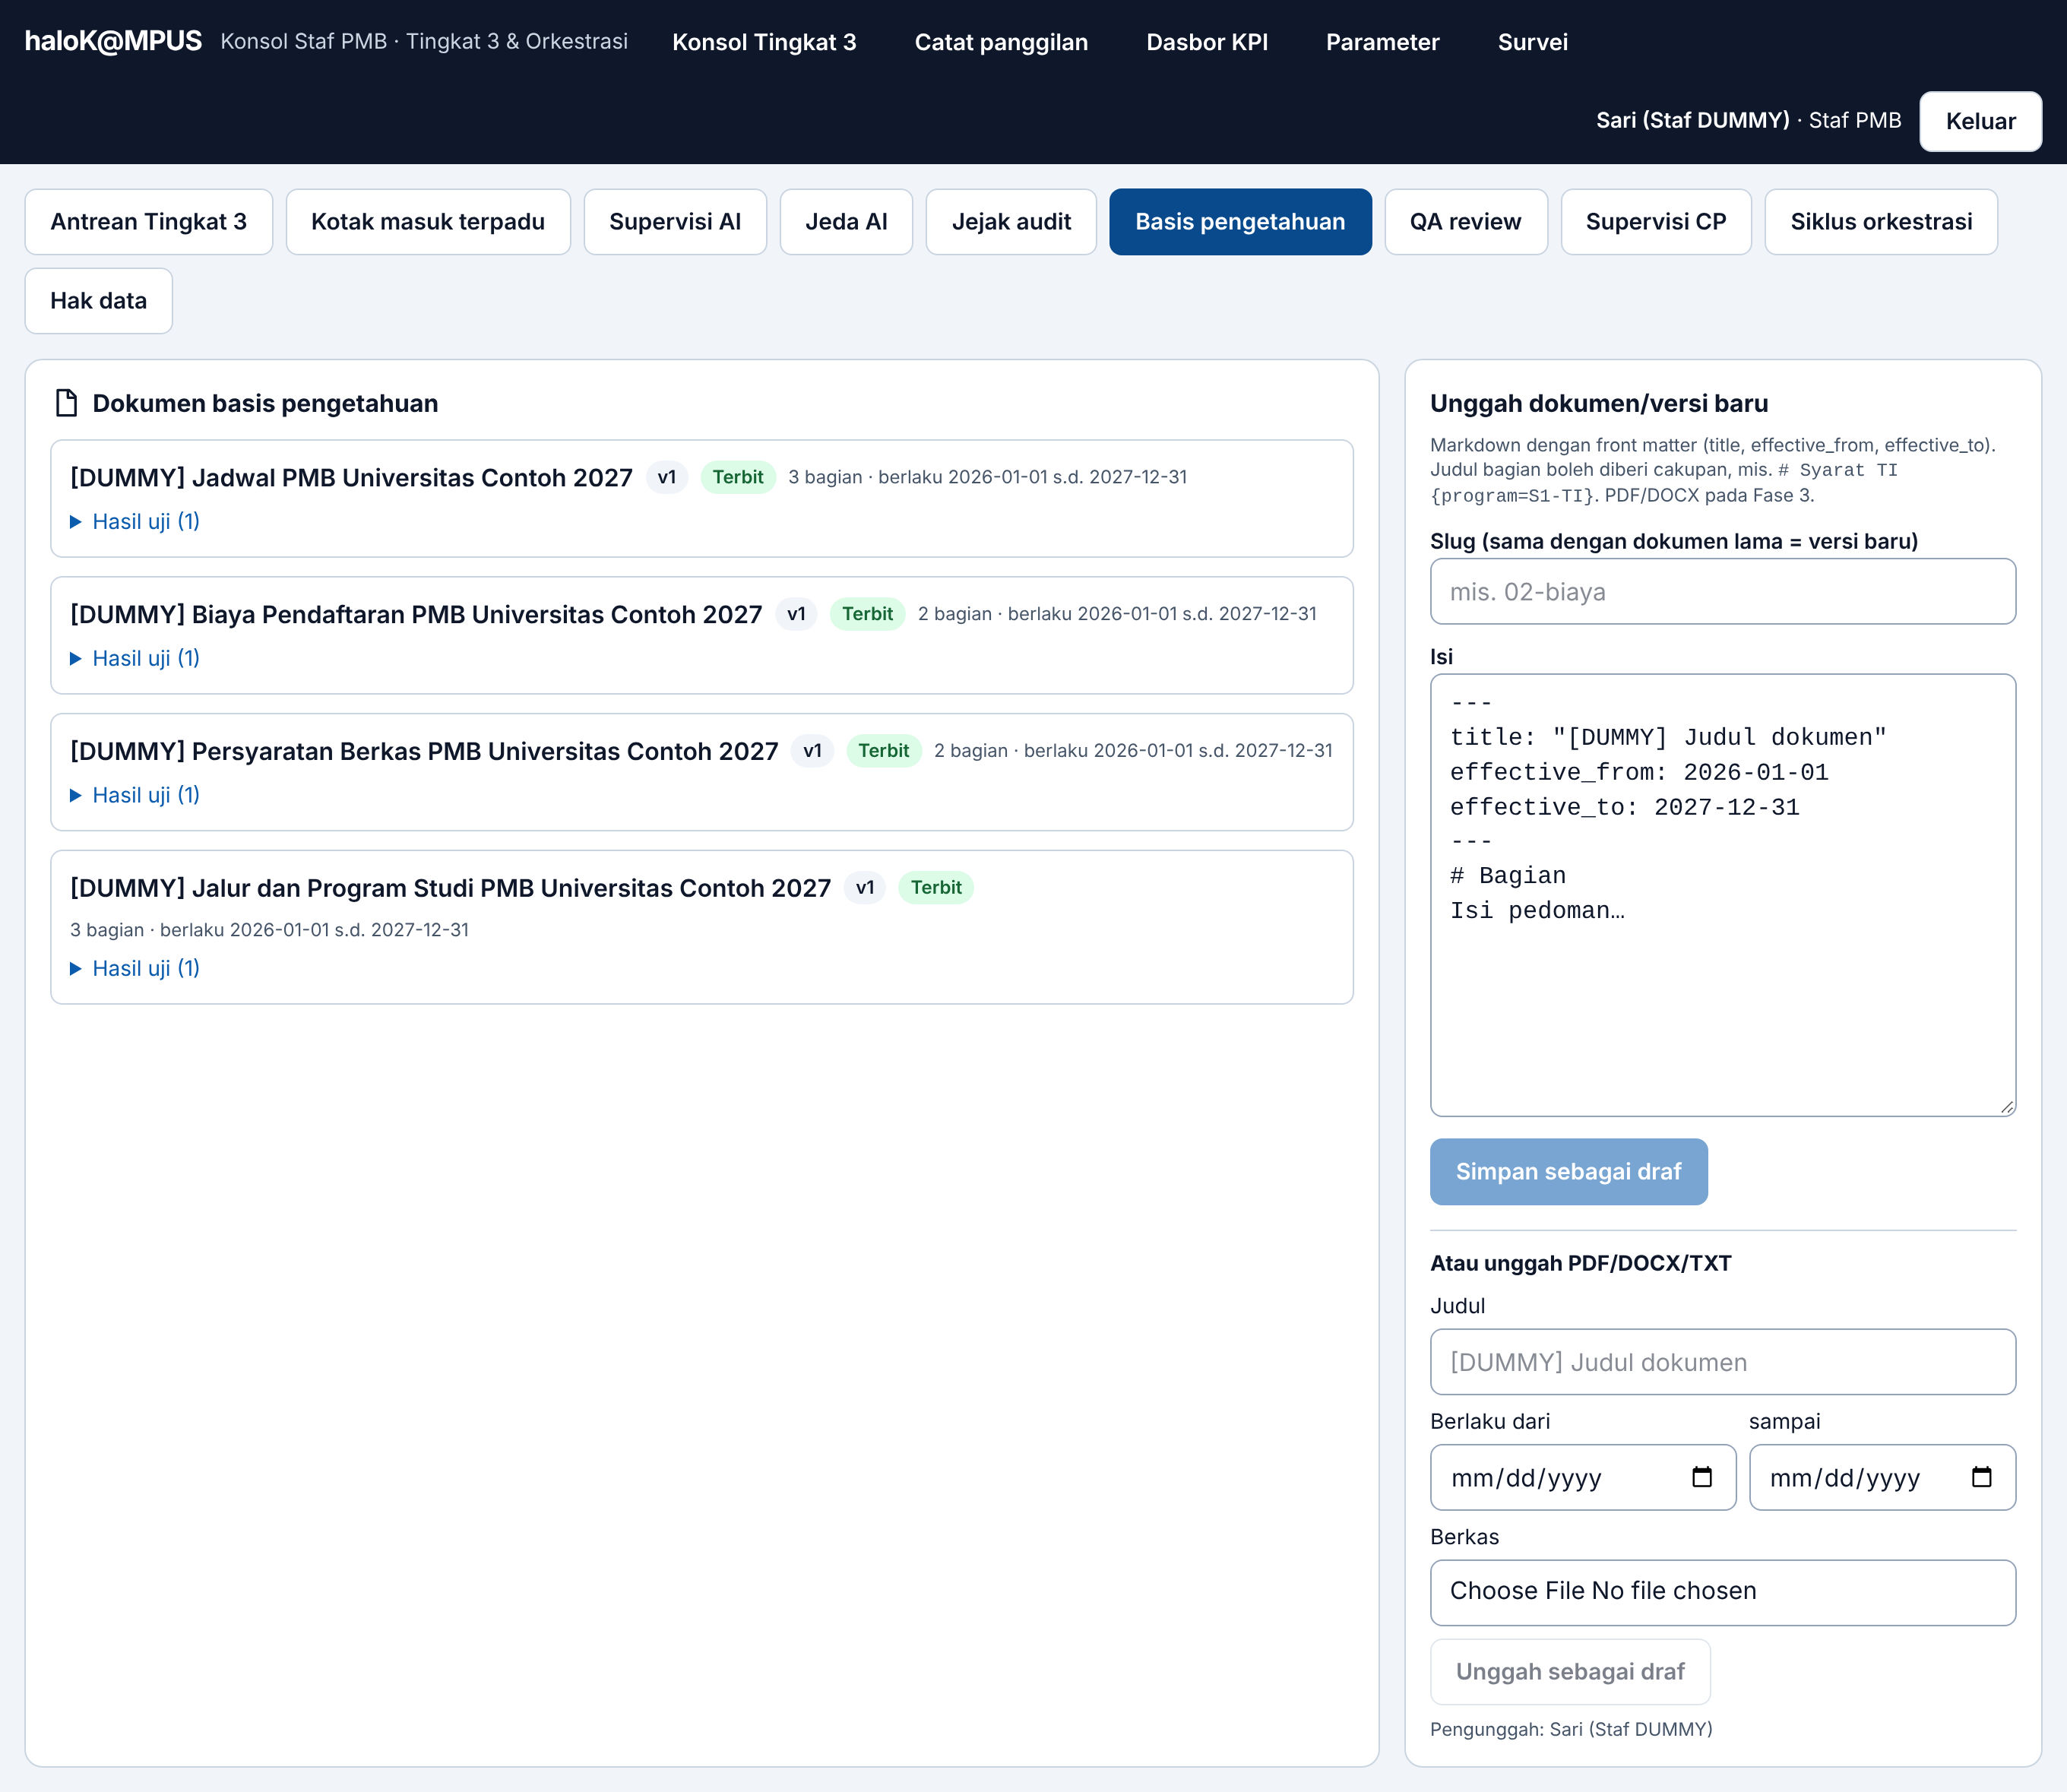 haloK@MPUS Konsol Staf PMB · Tingkat 3 & Orkestrasi Konsol Tingkat 3 Catat panggilan Dasbor KPI Parameter Survei
Sari (Staf DUMMY) · Staf PMB Keluar
Antrean Tingkat 3 Kotak masuk terpadu Supervisi AI Jeda AI Jejak audit Basis pengetahuan QA review Supervisi CP Siklus orkestrasi
Hak data
Dokumen basis pengetahuan
[DUMMY] Jadwal PMB Universitas Contoh 2027 v1 Terbit 3 bagian · berlaku 2026-01-01 s.d. 2027-12-31
Hasil uji (1)
[DUMMY] Biaya Pendaftaran PMB Universitas Contoh 2027 v1 Terbit 2 bagian · berlaku 2026-01-01 s.d. 2027-12-31
Hasil uji (1)
[DUMMY] Persyaratan Berkas PMB Universitas Contoh 2027 v1 Terbit 2 bagian · berlaku 2026-01-01 s.d. 2027-12-31
Hasil uji (1)
[DUMMY] Jalur dan Program Studi PMB Universitas Contoh 2027 v1 Terbit
3 bagian · berlaku 2026-01-01 s.d. 2027-12-31
Hasil uji (1)
Unggah dokumen/versi baru
Markdown dengan front matter (title, effective_from, effective_to).
Judul bagian boleh diberi cakupan, mis. # Syarat TI
{program=S1-TI}. PDF/DOCX pada Fase 3.
Slug (sama dengan dokumen lama = versi baru)
mis. 02-biaya
Isi
---
title: "[DUMMY] Judul dokumen"
effective_from: 2026-01-01
effective_to: 2027-12-31
---
# Bagian
Isi pedoman…
Simpan sebagai draf
Atau unggah PDF/DOCX/TXT
Judul
[DUMMY] Judul dokumen
Berlaku dari sampai
mm/dd/yyyy mm/dd/yyyy
Berkas
Choose File No file chosen
Unggah sebagai draf
Pengunggah: Sari (Staf DUMMY)